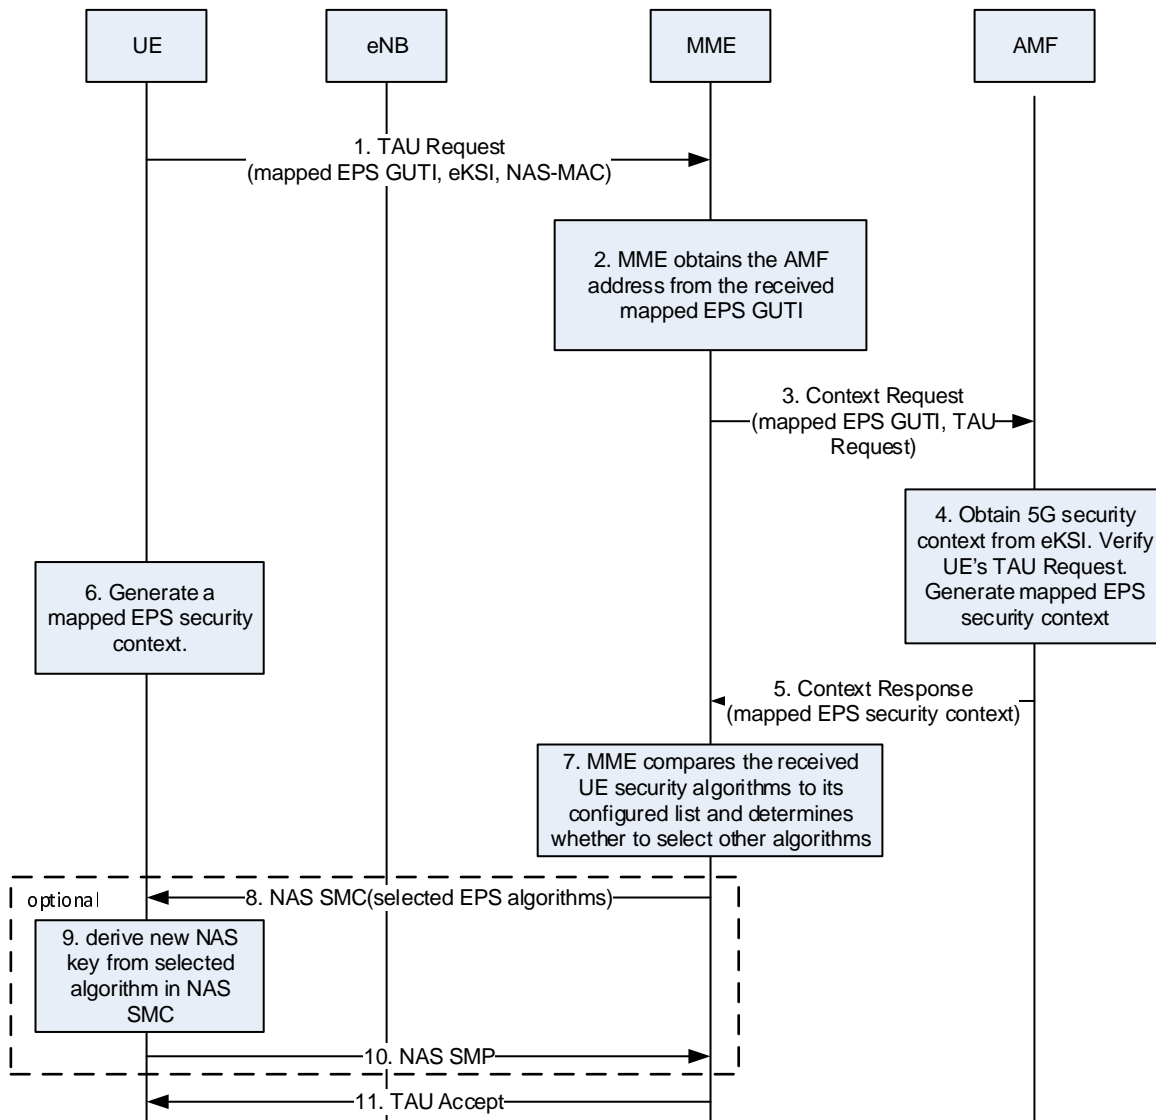 UE
eNB
MME
AMF
1. TAU Request
(mapped EPS GUTI, eKSI, NAS-MAC)
2. MME obtains the AMF
address from the received
mapped EPS GUTI
3. Context Request
(mapped EPS GUTI, TAU
Request)
4. Obtain 5G security
context from eKSI. Verify
UE's TAU Request.
Generate mapped EPS
security context
6. Generate a
mapped EPS security
context.
5. Context Response
(mapped EPS security context)
7. MME compares the received
UE security algorithms to its
configured list and determines
whether to select other algorithms
optional
8. NAS SMC(selected EPS algorithms)
9. derive new NAS
key from selected
algorithm in NAS
SMC
10. NAS SMP
11. TAU Accept